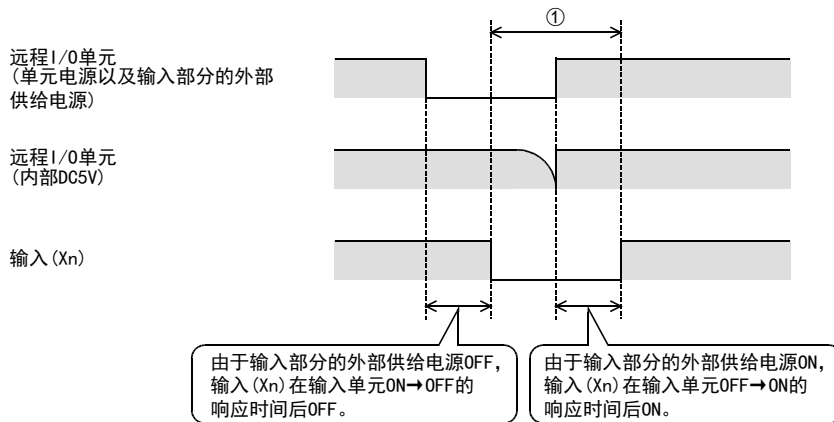 ①
远程I/O单元
(单元电源以及输入部分的外部
供给电源)
远程I/O单元
(内部DC5V)
输入(Xn)
由于输入部分的外部供给电源OFF，
输入(Xn)在输入单元ON→OFF的
响应时间后OFF。
由于输入部分的外部供给电源ON，
输入(Xn)在输入单元OFF→ON的
响应时间后ON。